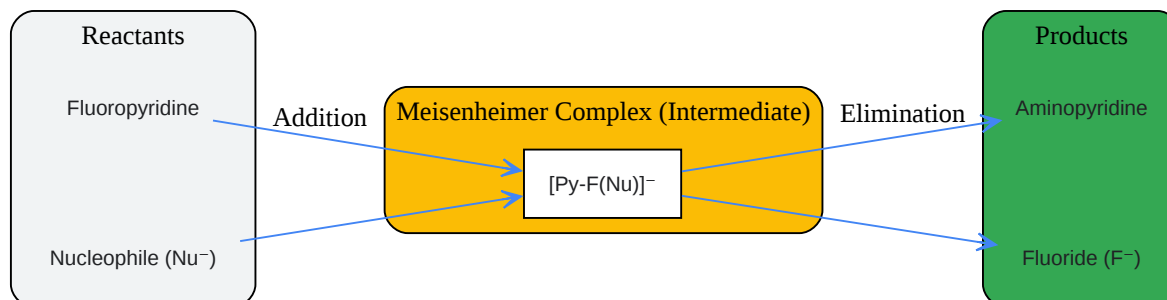 Reactants
Fluoropyridine
Nucleophile (Nu⁻)
Addition
Meisenheimer Complex (Intermediate)
[Py-F(Nu)]⁻
Elimination
Products
Aminopyridine
Fluoride (F⁻)